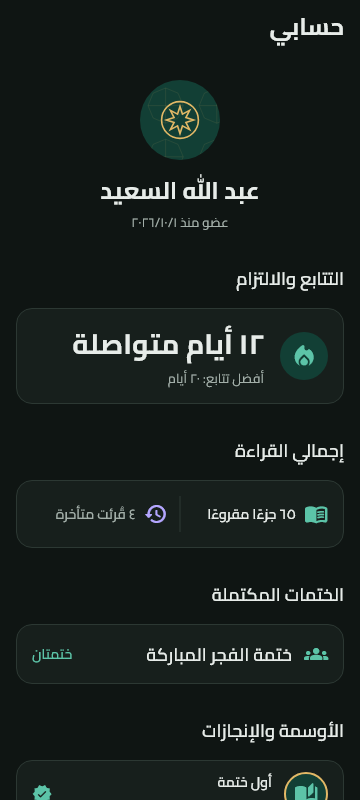 حسابي
عبد الله السعيد
عضو منذ ٢٠٢٦/١٠/١
التتابع والالتزام
١٢ أيام متواصلة
أفضل تتابع: ٢٠ أيام
إجمالي القراءة
٦٥ جزءًا مقروءًا
٤ قُرئت متأخرة
الختمات المكتملة
ختمة الفجر المباركة
ختمتان
الأوسمة والإنجازات
أول ختمة